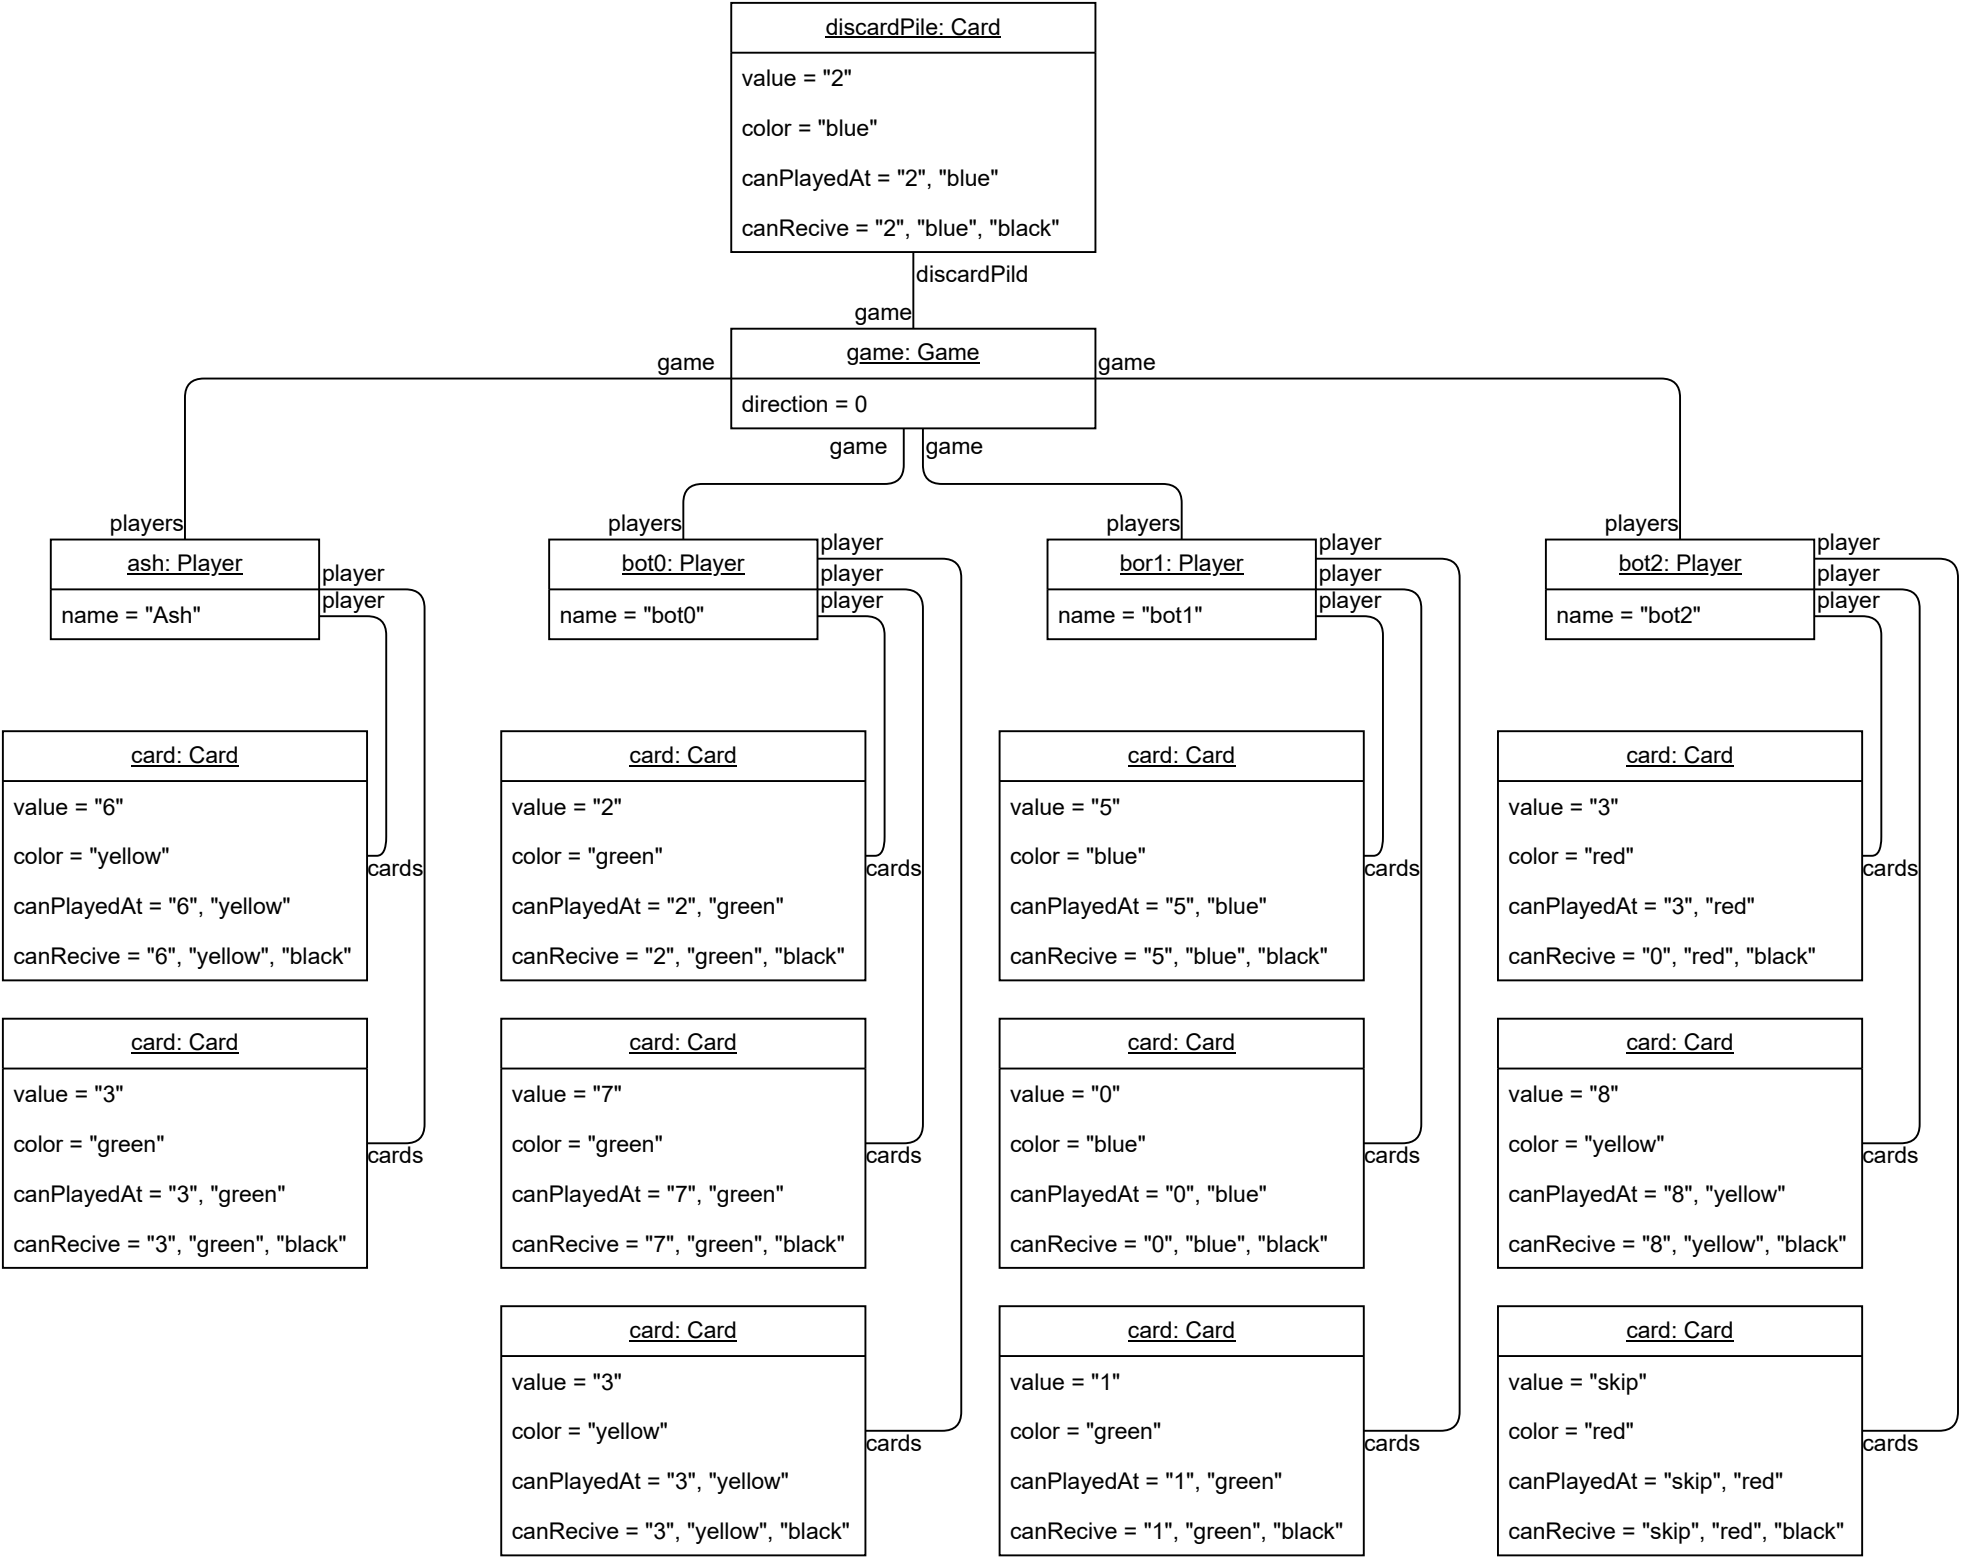 discardPile: Card
value = "2"
color = "blue"
canPlayedAt = "2", "blue"
canRecive = "2", "blue", "black"
discardPild
game
game: Game
direction = 0
game
game
game
game
players
ash: Player
name = "Ash"
player
player
card: Card
value = "6"
color = "yellow"
canPlayedAt = "6", "yellow"
canRecive = "6", "yellow", "black"
cards
card: Card
value = "3"
color = "green"
canPlayedAt = "3", "green"
canRecive = "3", "green", "black"
cards
players
bot0: Player
name = "bot0"
player
player
player
card: Card
value = "2"
color = "green"
canPlayedAt = "2", "green"
canRecive = "2", "green", "black"
cards
card: Card
value = "7"
color = "green"
canPlayedAt = "7", "green"
canRecive = "7", "green", "black"
cards
card: Card
value = "3"
color = "yellow"
canPlayedAt = "3", "yellow"
canRecive = "3", "yellow", "black"
cards
players
bor1: Player
name = "bot1"
player
player
player
card: Card
value = "5"
color = "blue"
canPlayedAt = "5", "blue"
canRecive = "5", "blue", "black"
cards
card: Card
value = "0"
color = "blue"
canPlayedAt = "0", "blue"
canRecive = "0", "blue", "black"
cards
card: Card
value = "1"
color = "green"
canPlayedAt = "1", "green"
canRecive = "1", "green", "black"
cards
players
bot2: Player
name = "bot2"
player
player
player
card: Card
value = "3"
color = "red"
canPlayedAt = "3", "red"
canRecive = "0", "red", "black"
cards
card: Card
value = "8"
color = "yellow"
canPlayedAt = "8", "yellow"
canRecive = "8", "yellow", "black"
cards
card: Card
value = "skip"
color = "red"
canPlayedAt = "skip", "red"
canRecive = "skip", "red", "black"
cards